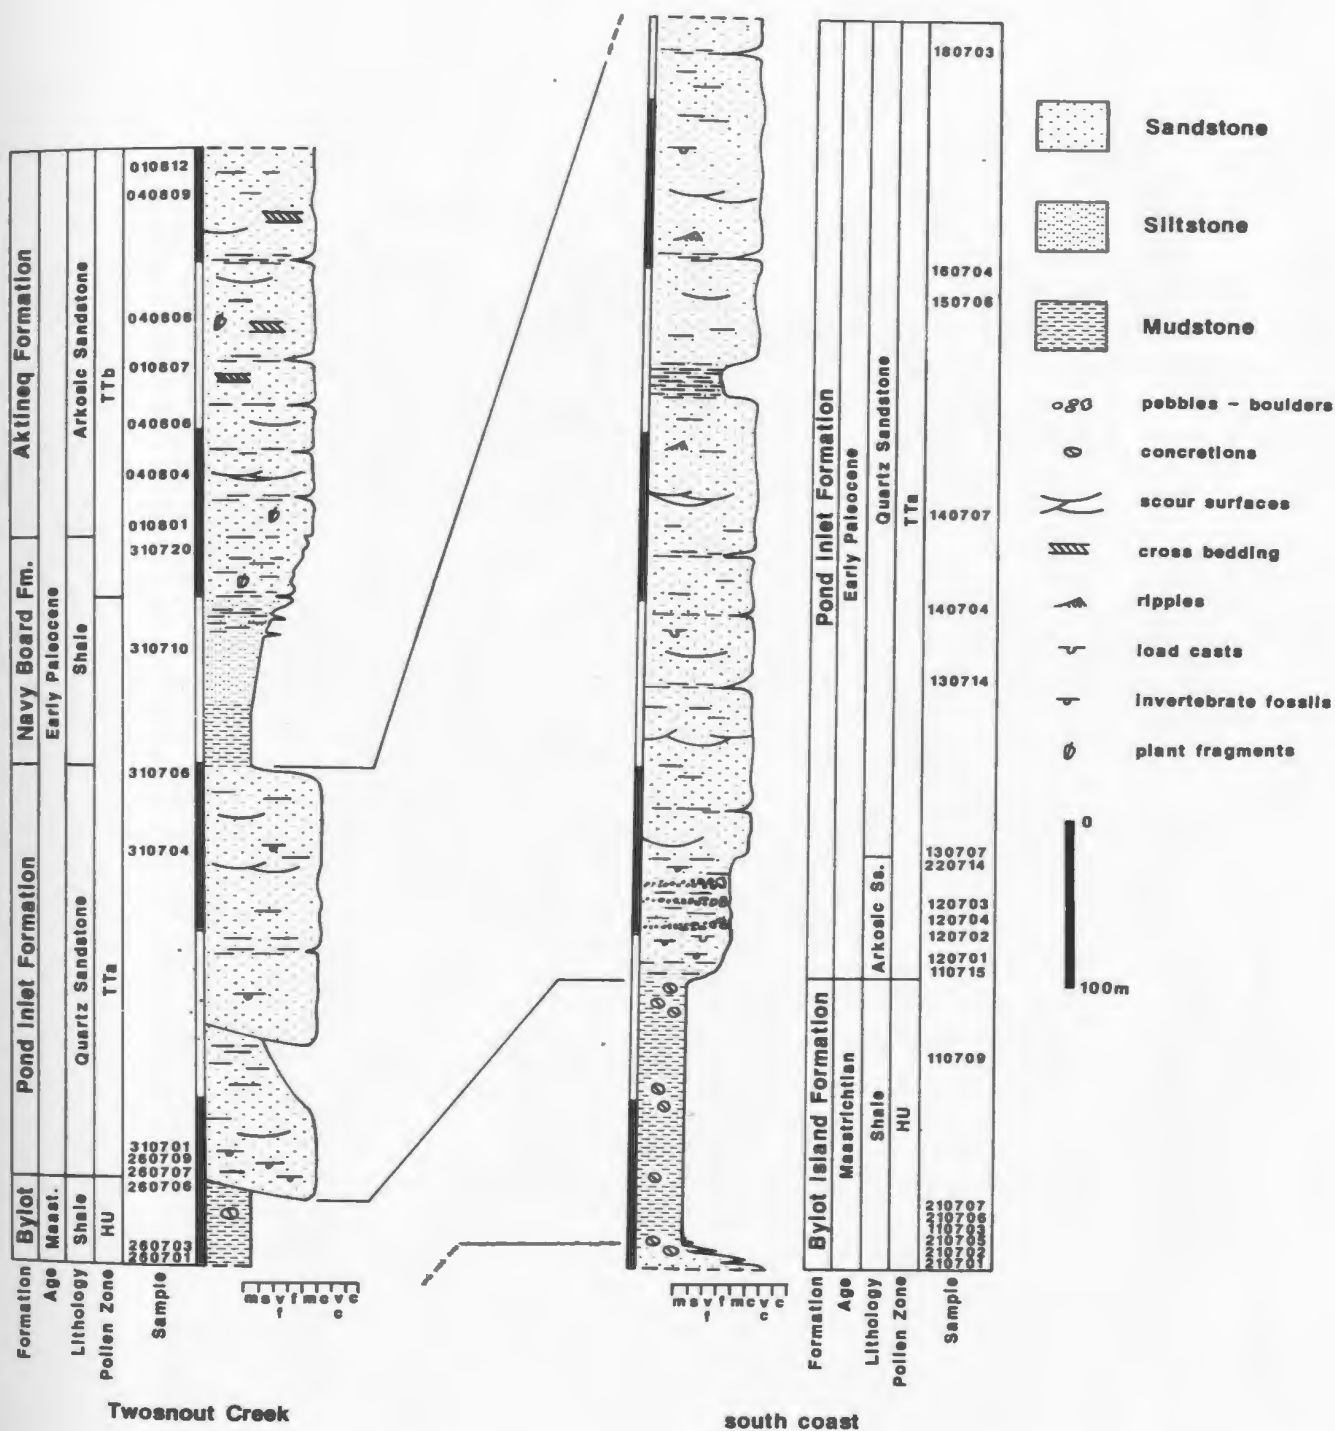 Aktineq Formation
Navy Board Fm.
Pond Inlet Formation
Bylot
Early Paleocene
Maast.
Arkosic Sandstone
Shale
Quartz Sandstone
Shale
TTb
TTa
HU
010812
040809
040808
010807
040806
040804
010801
310720
310710
310706
310704
310701
260709
260707
260706
260703
260701
Formation
Age
Lithology
Pollen Zone
Sample
m s v f m c v c
f c
Twosnout Creek
m s v f m c v c
f c
south coast
Pond Inlet Formation
Bylot Island Formation
Early Paleocene
Maastrichtian
Quartz Sandstone
Arkosic Ss.
Shale
TTa
HU
180703
160704
150706
140707
140704
130714
130707
220714
120703
120704
120702
120701
110715
110709
210707
210706
110703
210705
210702
210701
Formation
Age
Lithology
Pollen Zone
Sample
Sandstone
Siltstone
Mudstone
pebbles - boulders
concretions
scour surfaces
cross bedding
ripples
load casts
invertebrate fossils
plant fragments
0
100m